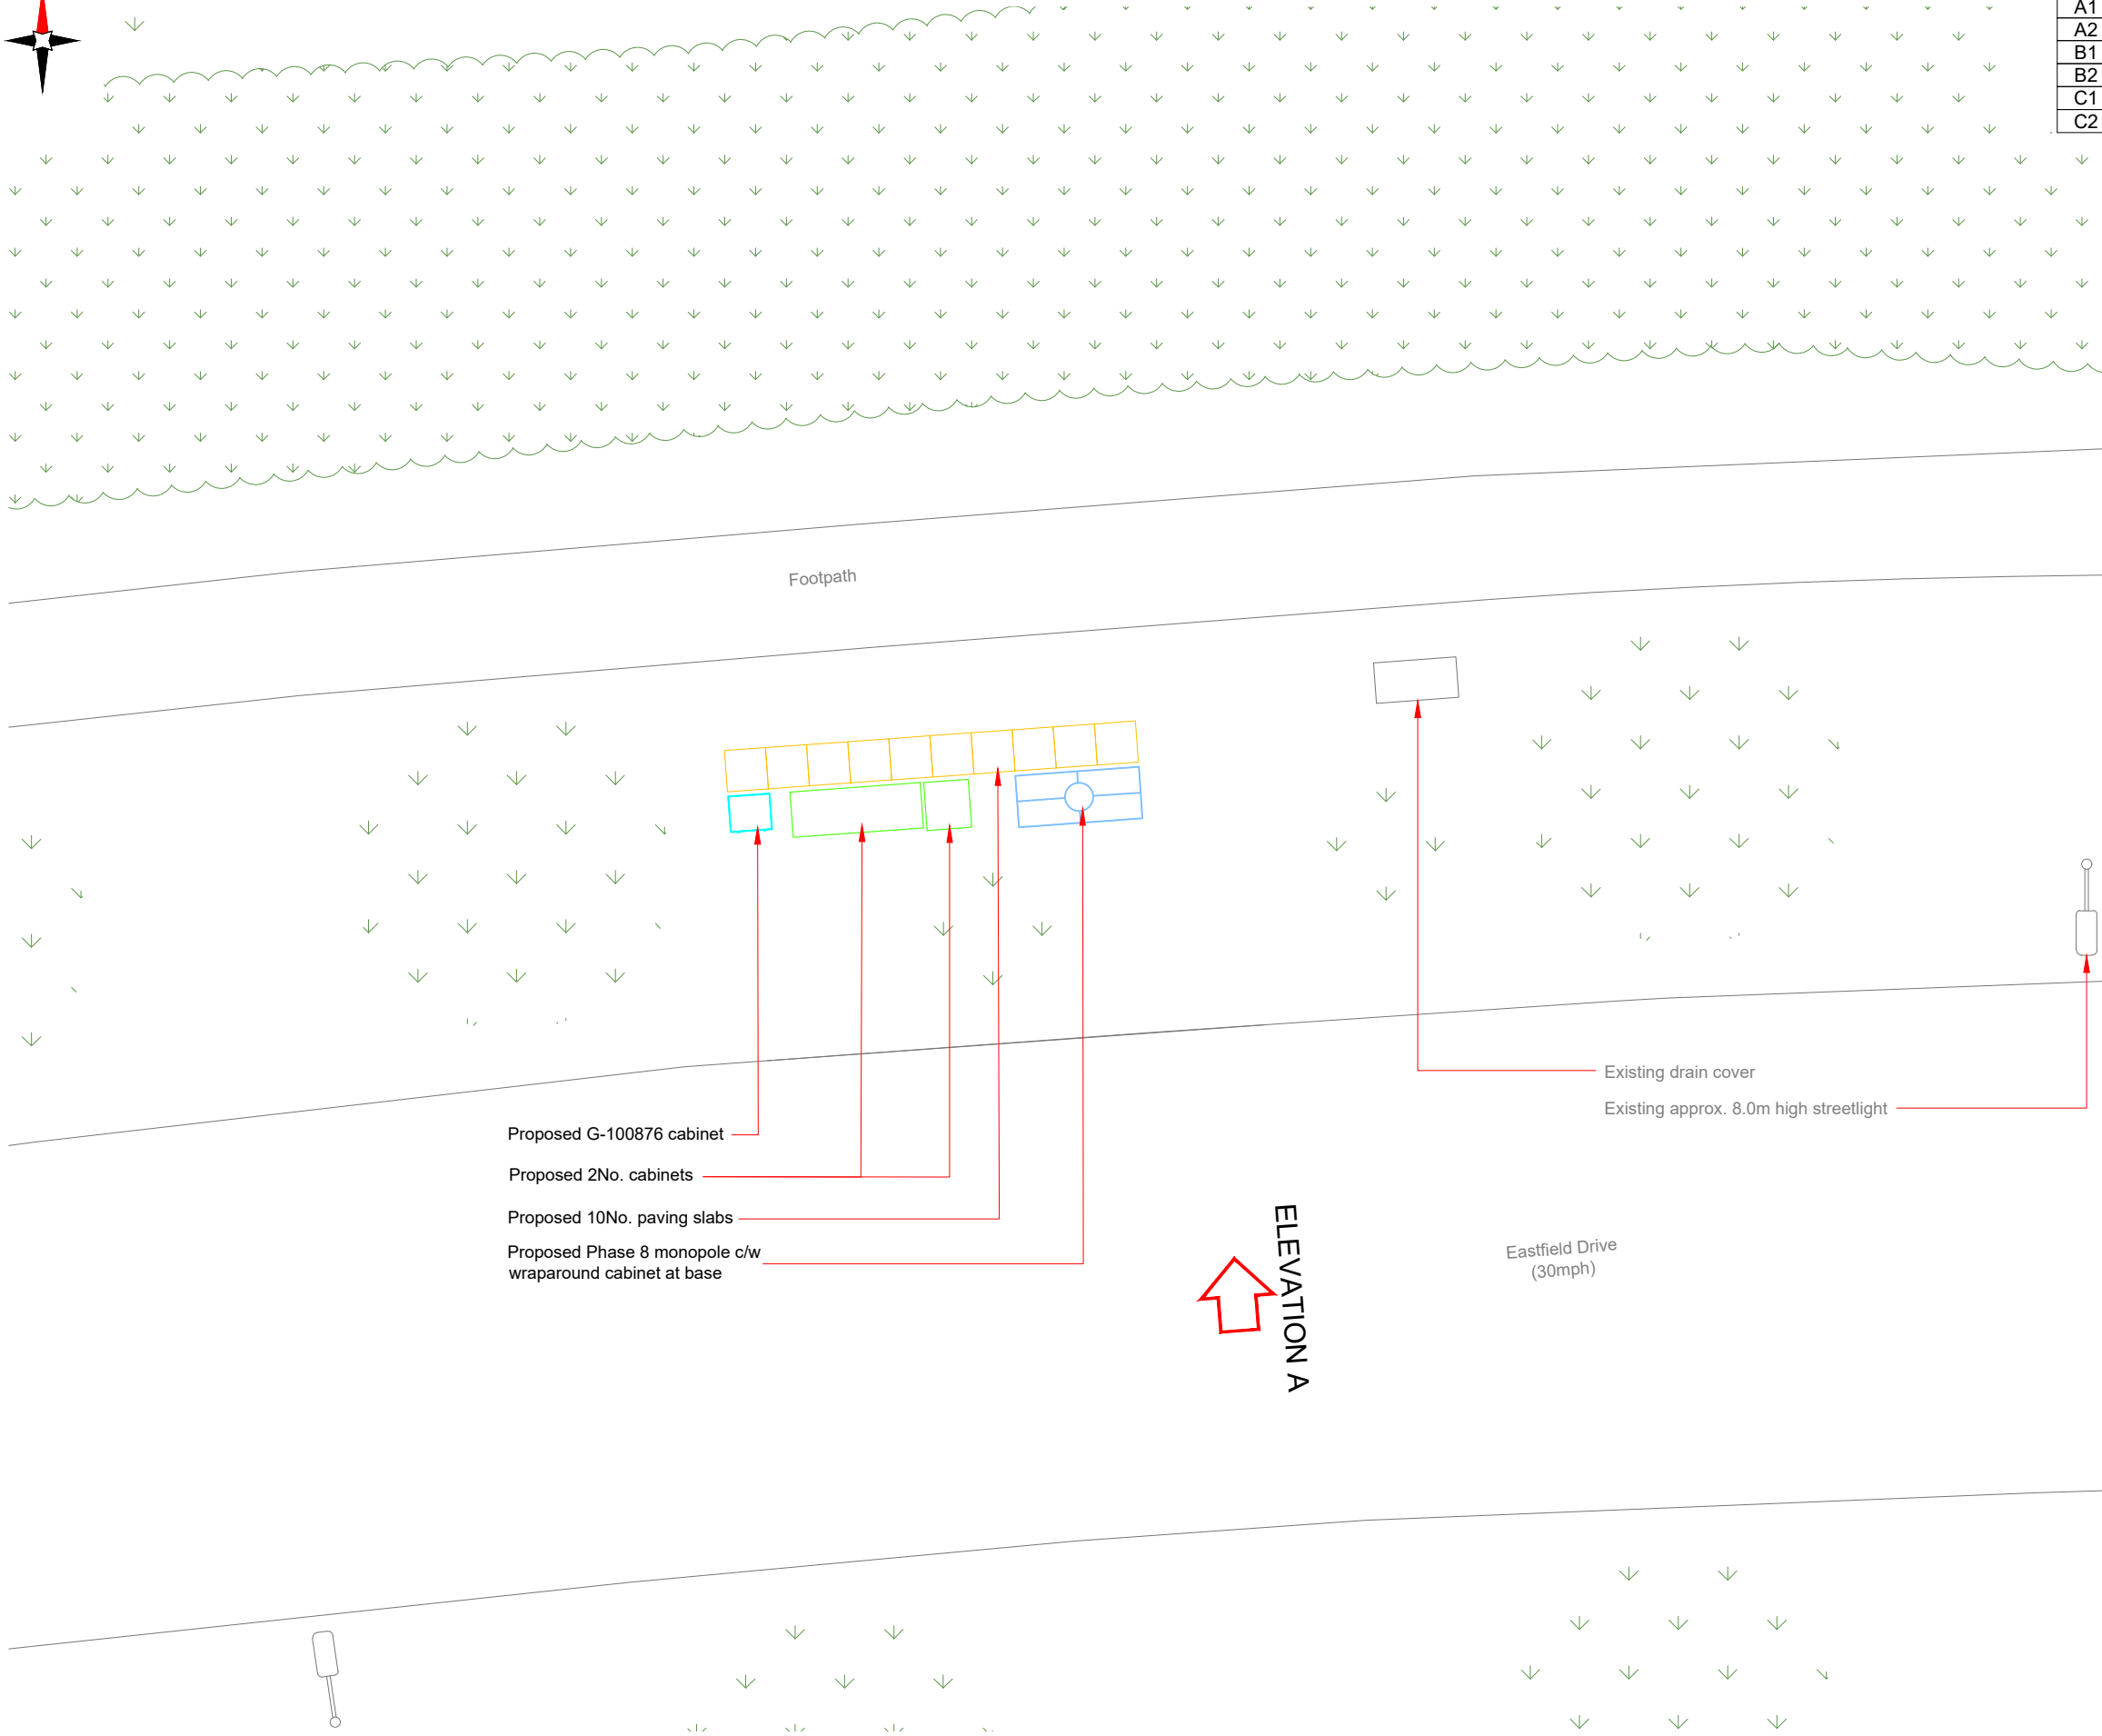 A1
A2
B1
B2
C1
C2
Footpath
Existing drain cover
Existing approx. 8.0m high streetlight
Proposed G-100876 cabinet
Proposed 2No. cabinets
Proposed 10No. paving slabs
Proposed Phase 8 monopole c/w
wraparound cabinet at base
ELEVATION A
Eastfield Drive
(30mph)